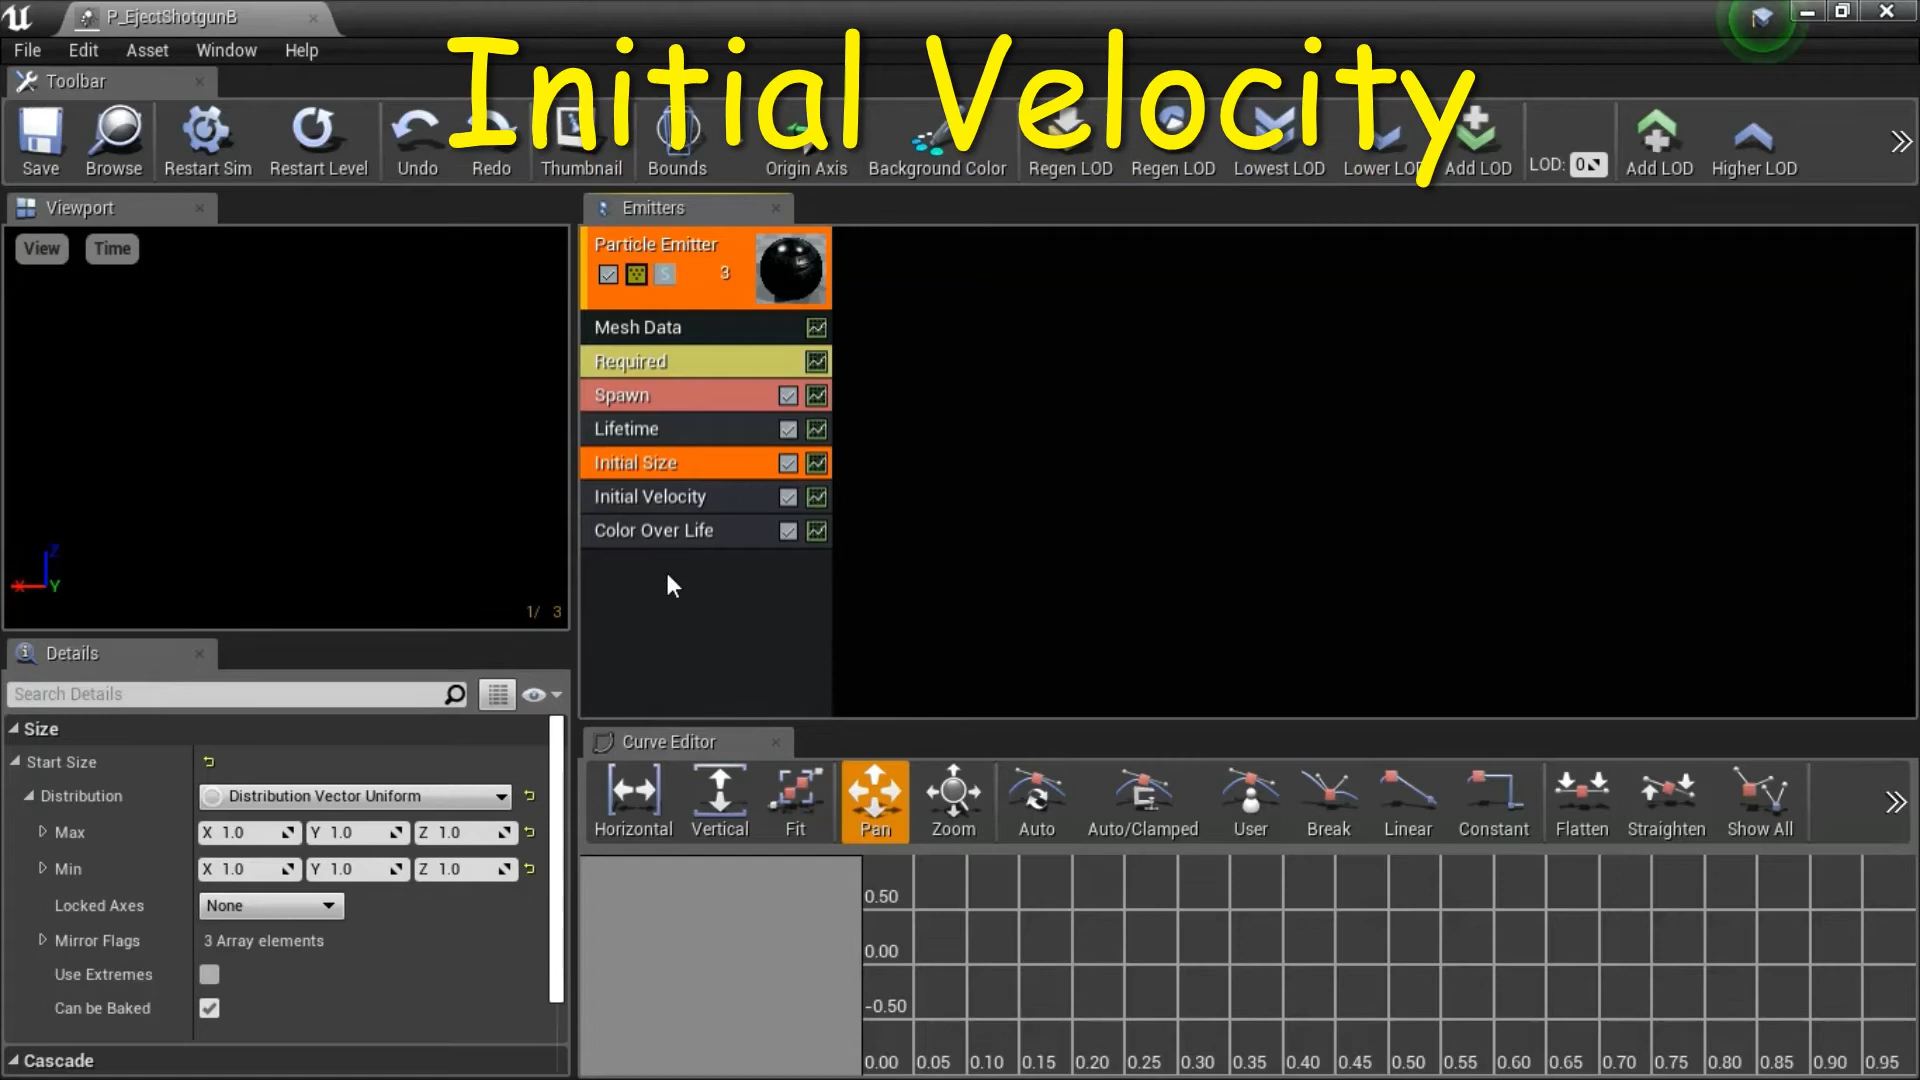 P_EjectShotgunB
File Edit Asset Window Help
Initial Velocity
Toolbar
Save Browse Restart Sim Restart Level Undo Redo Thumbnail Bounds Origin Axis Background Color Regen LOD Regen LOD Lowest LOD Lower LOD Add LOD LOD: 0 Add LOD Higher LOD
Viewport
View Time
Z
X Y
1/ 3
Emitters
Particle Emitter
S 3
Mesh Data
Required
Spawn
Lifetime
Initial Size
Initial Velocity
Color Over Life
Details
Search Details
Size
Start Size
Distribution Distribution Vector Uniform
Max X 1.0 Y 1.0 Z 1.0
Min X 1.0 Y 1.0 Z 1.0
Locked Axes None
Mirror Flags 3 Array elements
Use Extremes
Can be Baked
Cascade
Curve Editor
Horizontal Vertical Fit Pan Zoom Auto Auto/Clamped User Break Linear Constant Flatten Straighten Show All
0.50
0.00
-0.50
0.00 0.05 0.10 0.15 0.20 0.25 0.30 0.35 0.40 0.45 0.50 0.55 0.60 0.65 0.70 0.75 0.80 0.85 0.90 0.95